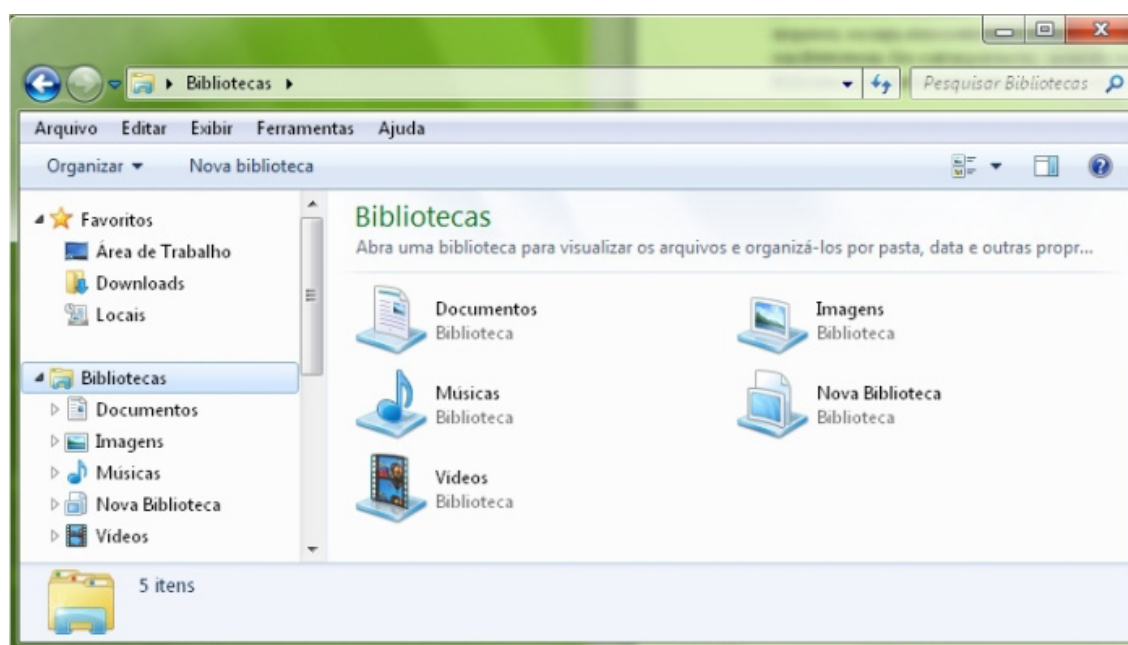 Bibliotecas
Pesquisar Bibliotecas
Arquivo Editar Exibir Ferramentas Ajuda
Organizar Nova biblioteca
Favoritos
Área de Trabalho
Downloads
Locais
Bibliotecas
Documentos
Imagens
Músicas
Nova Biblioteca
Vídeos
Bibliotecas
Abra uma biblioteca para visualizar os arquivos e organizá-los por pasta, data e outras propr...
Documentos
Biblioteca
Imagens
Biblioteca
Músicas
Biblioteca
Nova Biblioteca
Biblioteca
Vídeos
Biblioteca
5 itens